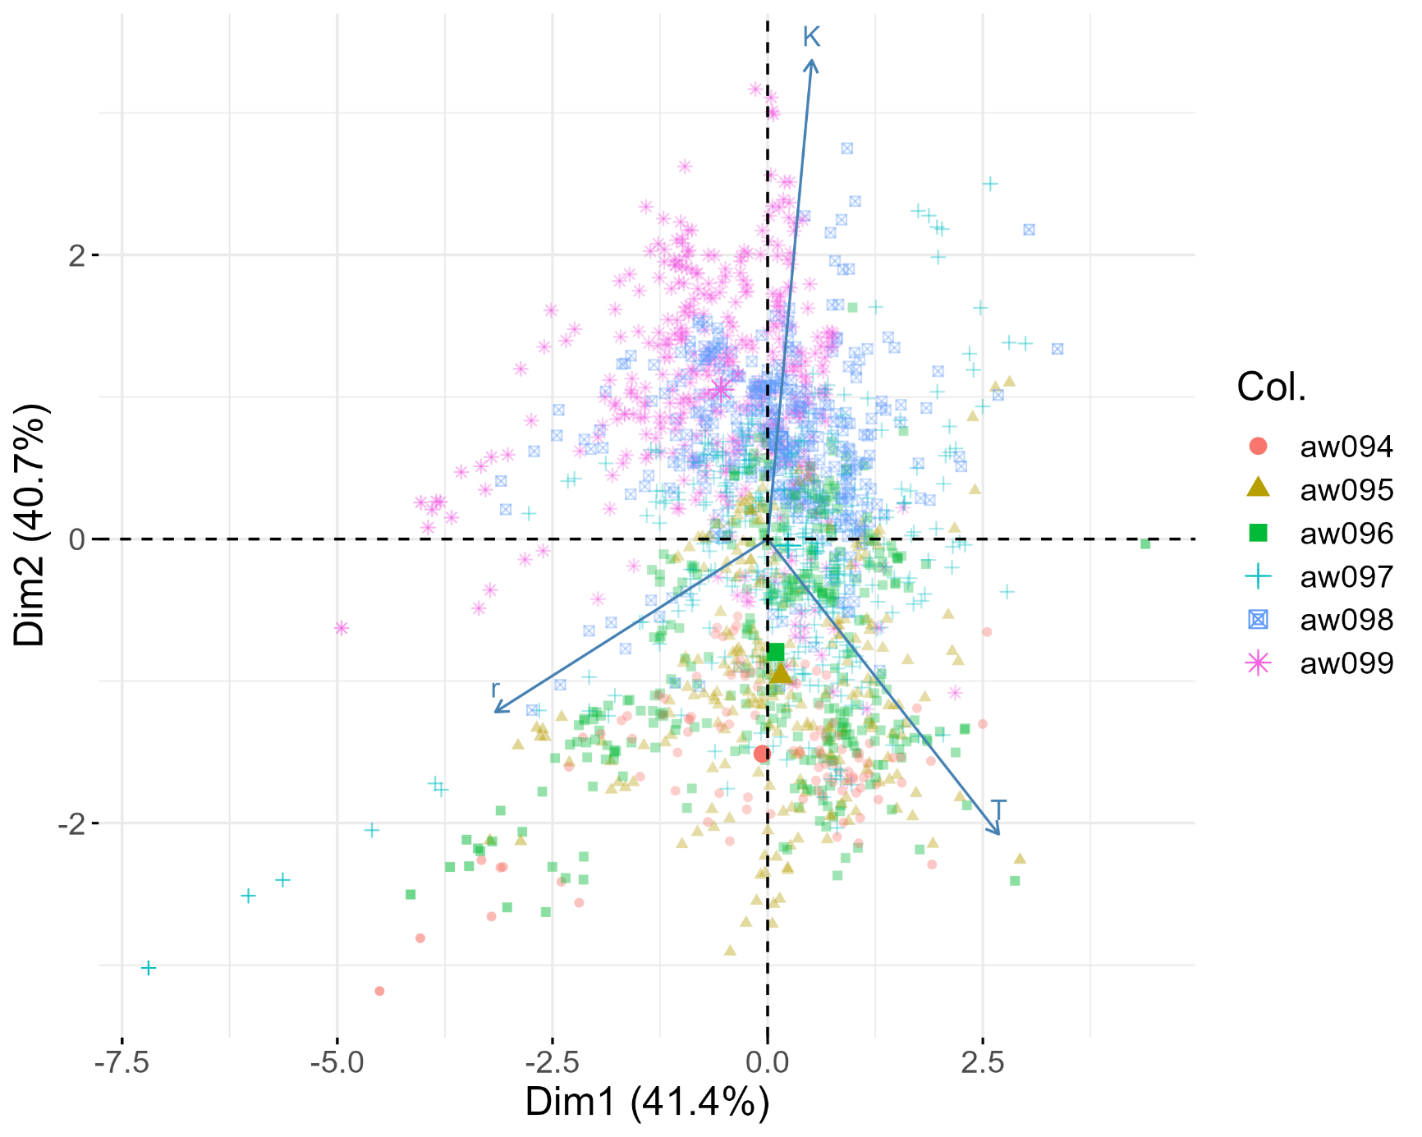 K
2
0
-2
r
T
-7.5
-5.0
-2.5
0.0
2.5
Dim1 (41.4%)
Dim2 (40.7%)
Col.
aw094
aw095
aw096
aw097
aw098
aw099